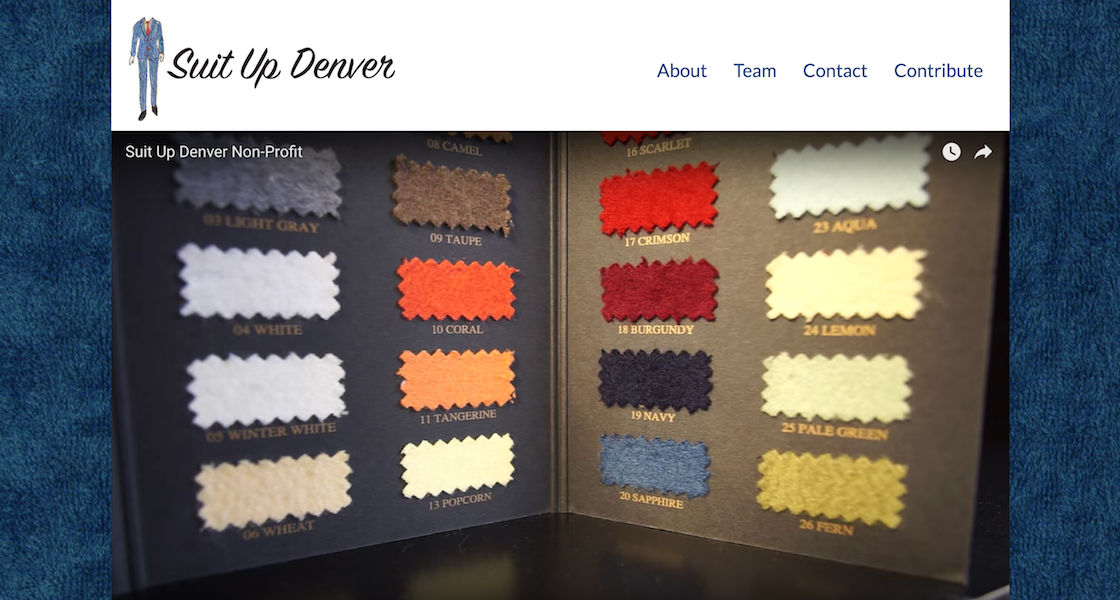 Suit Up Denver
About Team Contact Contribute
Suit Up Denver Non-Profit
08 CAMEL
03 LIGHT GRAY
09 TAUPE
04 WHITE
10 CORAL
05 WINTER WHITE
11 TANGERINE
06 WHEAT
13 POPCORN
16 SCARLET
17 CRIMSON
23 AQUA
18 BURGUNDY
24 LEMON
19 NAVY
25 PALE GREEN
20 SAPPHIRE
26 FERN